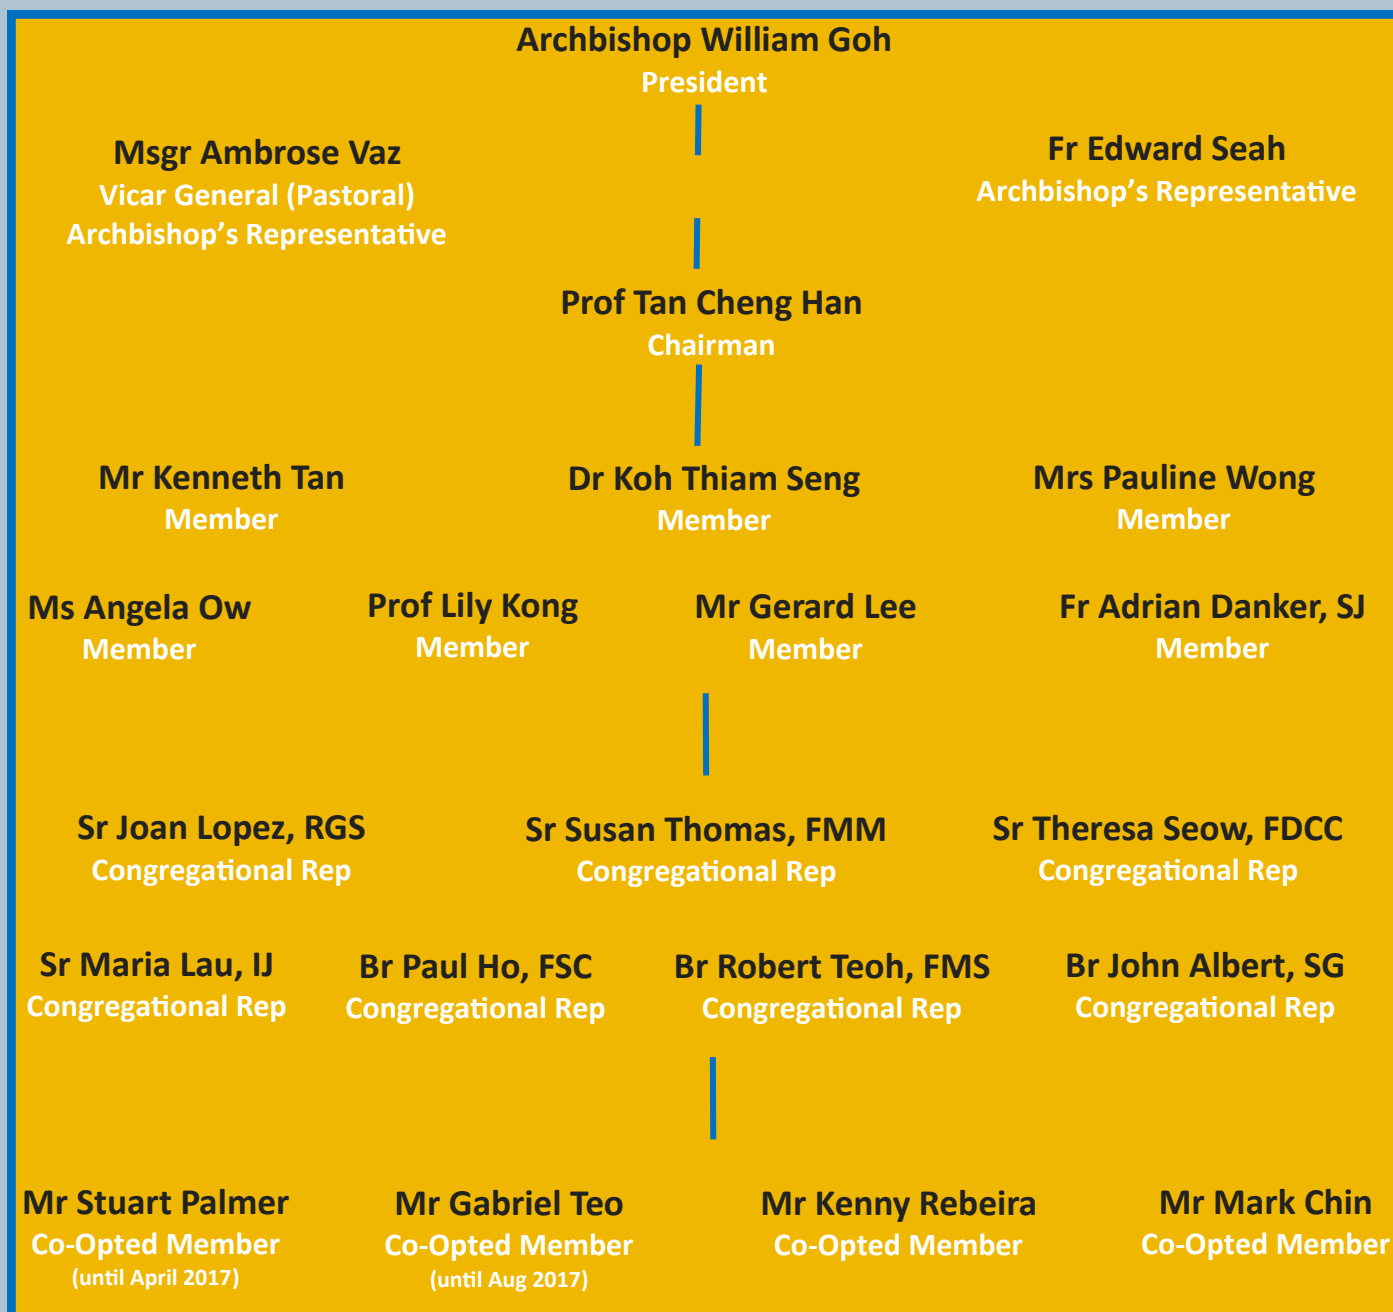 Archbishop William Goh
President
Msgr Ambrose Vaz
Vicar General (Pastoral)
Archbishop's Representative
Fr Edward Seah
Archbishop's Representative
Prof Tan Cheng Han
Chairman
Mr Kenneth Tan
Member
Dr Koh Thiam Seng
Member
Mrs Pauline Wong
Member
Ms Angela Ow
Member
Prof Lily Kong
Member
Mr Gerard Lee
Member
Fr Adrian Danker, SJ
Member
Sr Joan Lopez, RGS
Congregational Rep
Sr Susan Thomas, FMM
Congregational Rep
Sr Theresa Seow, FDCC
Congregational Rep
Sr Maria Lau, IJ
Congregational Rep
Br Paul Ho, FSC
Congregational Rep
Br Robert Teoh, FMS
Congregational Rep
Br John Albert, SG
Congregational Rep
Mr Stuart Palmer
Co-Opted Member
(until April 2017)
Mr Gabriel Teo
Co-Opted Member
(until Aug 2017)
Mr Kenny Rebeira
Co-Opted Member
Mr Mark Chin
Co-Opted Member